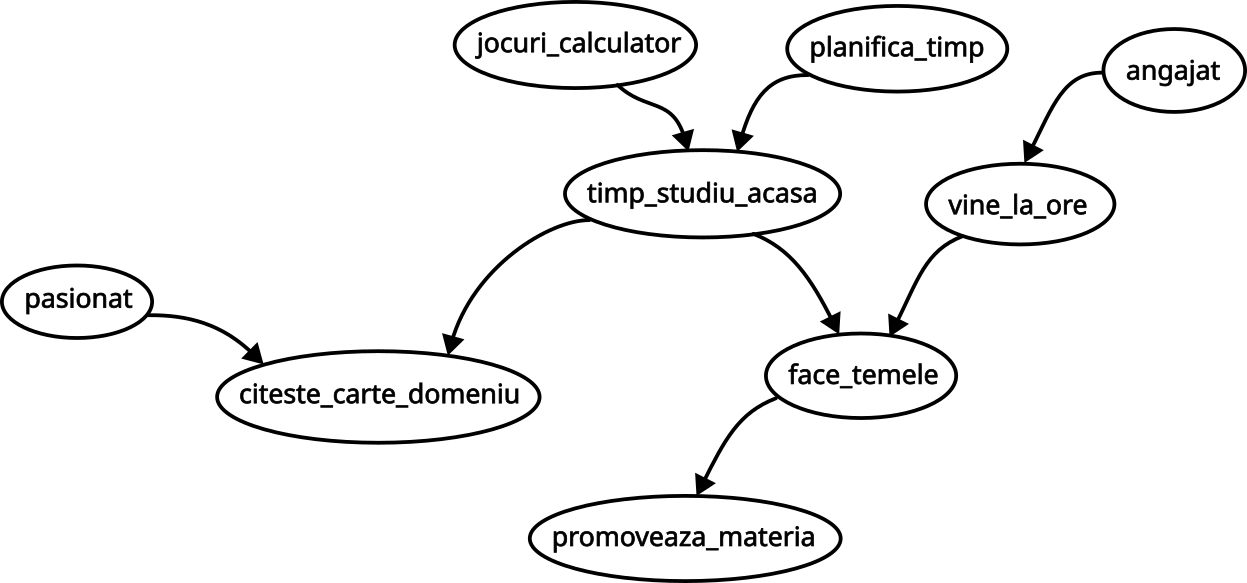 jocuri_calculator
planifica_timp
angajat
timp_studiu_acasa
vine_la_ore
pasionat
citeste_carte_domeniu
face_temele
promoveaza_materia